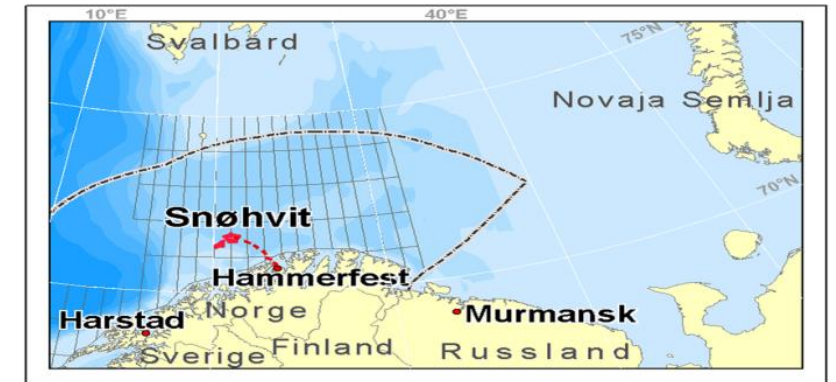 10°E 40°E
Svalbard
75°N
Novaja Semlja
70°N
Snøhvit
Hammerfest
Norge
Harstad
Murmansk
Sverige
Finland
Russland